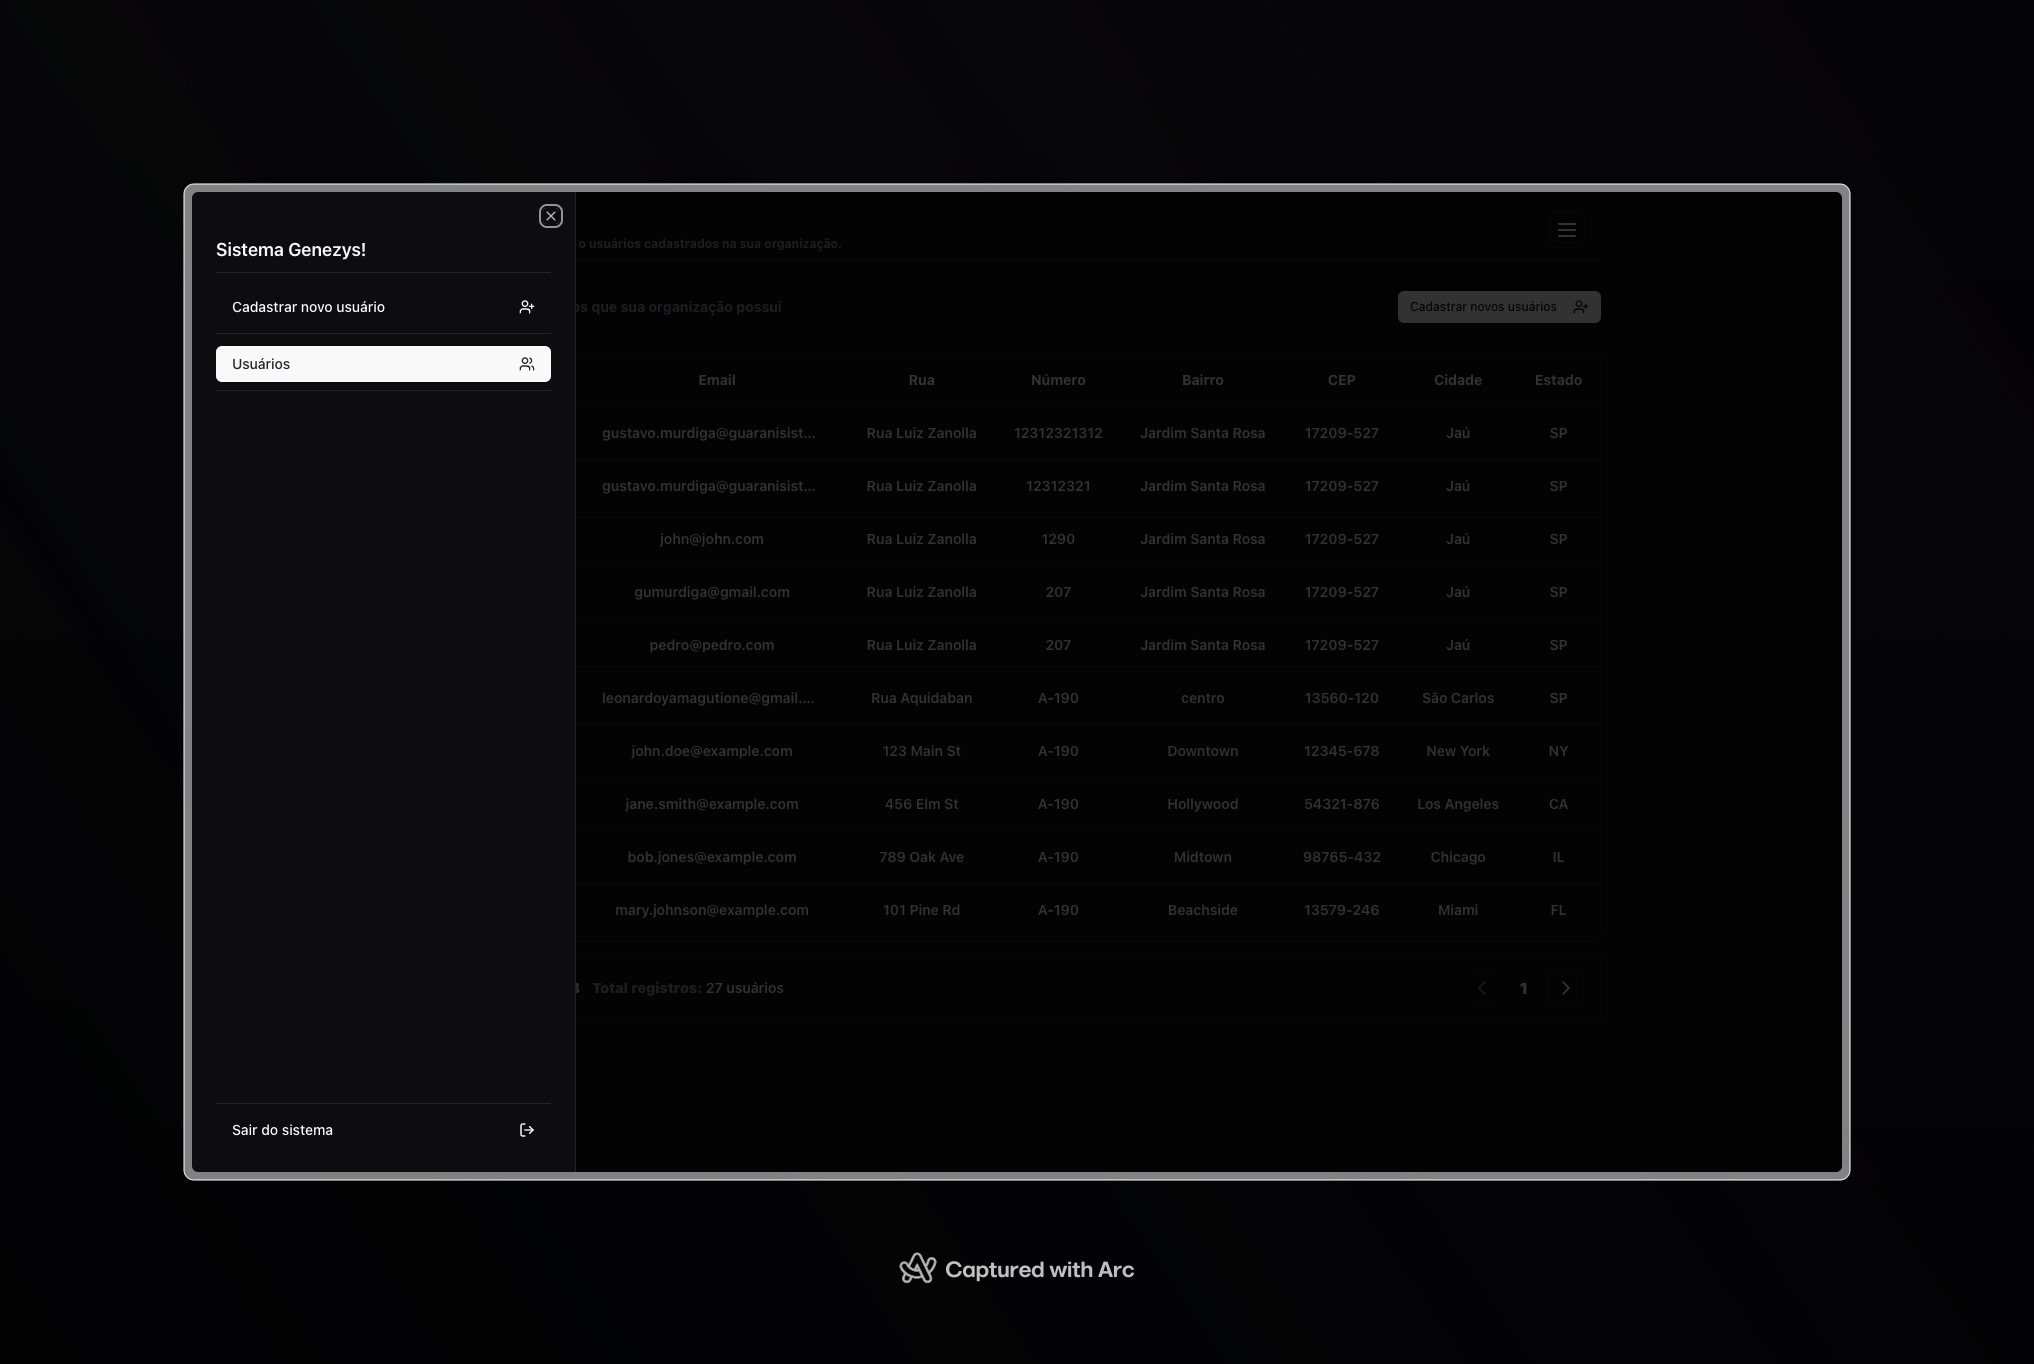 Sistema Genezys!
Cadastrar novo usuário
Usuários
Sair do sistema
o usuários cadastrados na sua organização.
que sua organização possui
Cadastrar novos usuários
Email Rua Número Bairro CEP Cidade Estado
gustavo.murdiga@guaranisist... Rua Luiz Zanolla 12312321312 Jardim Santa Rosa 17209-527 Jaú SP
gustavo.murdiga@guaranisist... Rua Luiz Zanolla 12312321 Jardim Santa Rosa 17209-527 Jaú SP
john@john.com Rua Luiz Zanolla 1290 Jardim Santa Rosa 17209-527 Jaú SP
gumurdiga@gmail.com Rua Luiz Zanolla 207 Jardim Santa Rosa 17209-527 Jaú SP
pedro@pedro.com Rua Luiz Zanolla 207 Jardim Santa Rosa 17209-527 Jaú SP
leonardoyamagutione@gmail.... Rua Aquidaban A-190 centro 13560-120 São Carlos SP
john.doe@example.com 123 Main St A-190 Downtown 12345-678 New York NY
jane.smith@example.com 456 Elm St A-190 Hollywood 54321-876 Los Angeles CA
bob.jones@example.com 789 Oak Ave A-190 Midtown 98765-432 Chicago IL
mary.johnson@example.com 101 Pine Rd A-190 Beachside 13579-246 Miami FL
Total registros: 27 usuários
1
Captured with Arc